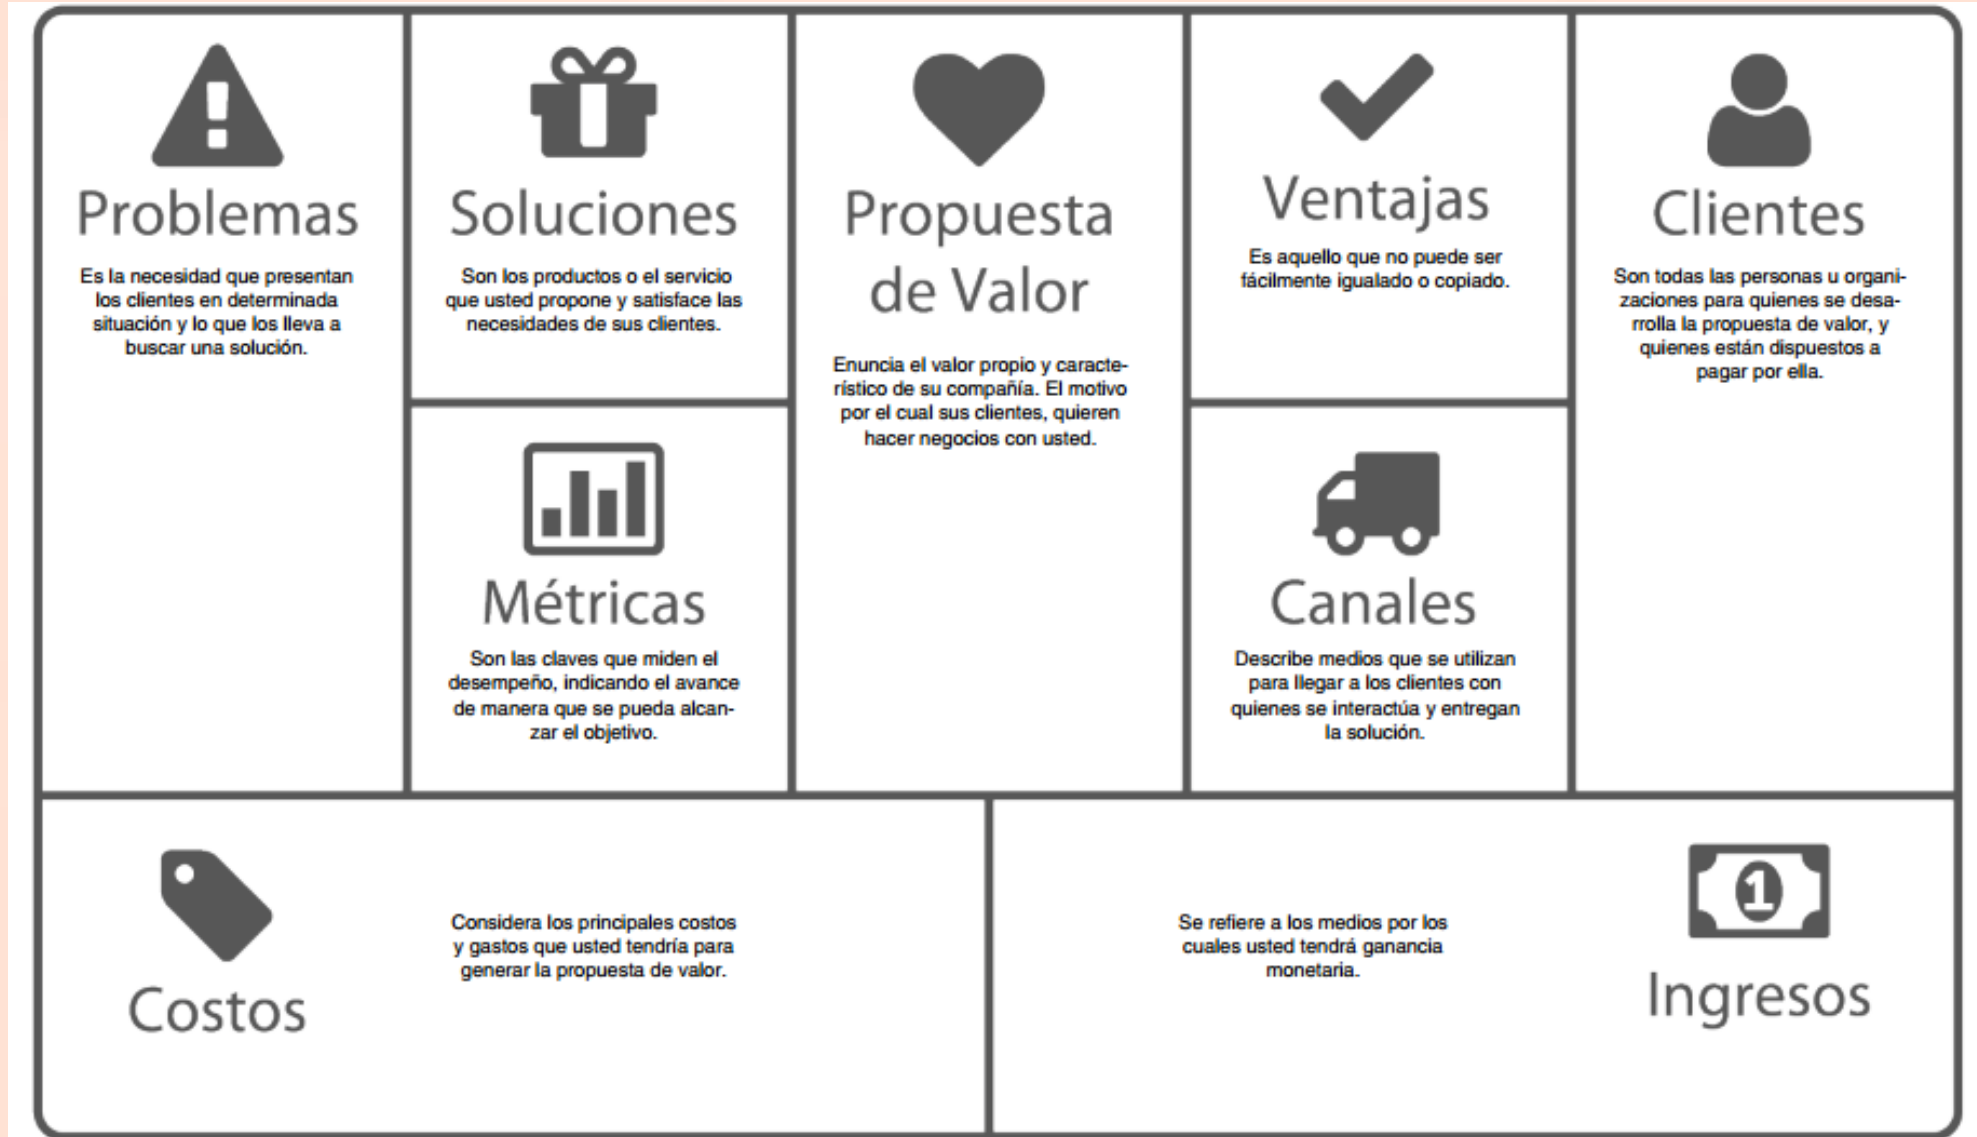 Problemas
Es la necesidad que presentan
los clientes en determinada
situación y lo que los lleva a
buscar una solución.
Soluciones
Son los productos o el servicio
que usted propone y satisface las
necesidades de sus clientes.
Métricas
Son las claves que miden el
desempeño, indicando el avance
de manera que se pueda alcan-
zar el objetivo.
Propuesta
de Valor
Enuncia el valor propio y caracte-
rístico de su compañía. El motivo
por el cual sus clientes, quieren
hacer negocios con usted.
Ventajas
Es aquello que no puede ser
fácilmente igualado o copiado.
Canales
Describe medios que se utilizan
para llegar a los clientes con
quienes se interactúa y entregan
la solución.
Clientes
Son todas las personas u organi-
zaciones para quienes se desa-
rrolla la propuesta de valor, y
quienes están dispuestos a
pagar por ella.
Costos
Considera los principales costos
y gastos que usted tendría para
generar la propuesta de valor.
Se refiere a los medios por los
cuales usted tendrá ganancia
monetaria.
1
Ingresos